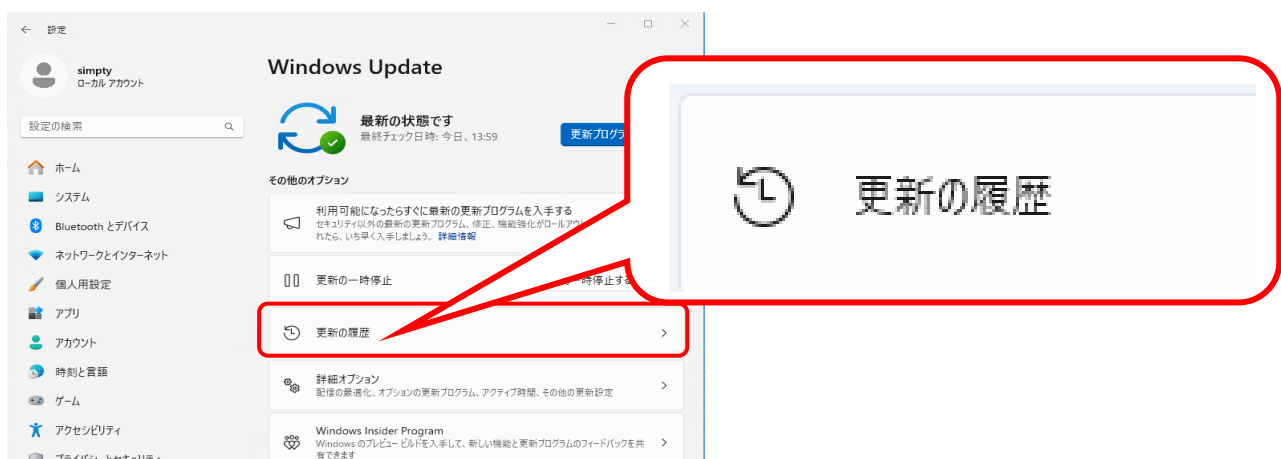 設定
simpty
ローカル アカウント
設定の検索
ホーム
システム
Bluetooth とデバイス
ネットワークとインターネット
個人用設定
アプリ
アカウント
時刻と言語
ゲーム
アクセシビリティ
プライバシーとセキュリティ
Windows Update
最新の状態です
最終チェック日時: 今日、13:59
更新プログラ
その他のオプション
利用可能になったらすぐに最新の更新プログラムを入手する
セキュリティ以外の最新の更新プログラム、修正、機能強化がロールアウ
れたら、いち早く入手しましょう。 詳細情報
更新の一時停止
一時停止する
更新の履歴
詳細オプション
配信の最適化、オプションの更新プログラム、アクティブ時間、その他の更新設定
Windows Insider Program
Windows のプレビュー ビルドを入手して、新しい機能と更新プログラムのフィードバックを共
有できます
更新の履歴